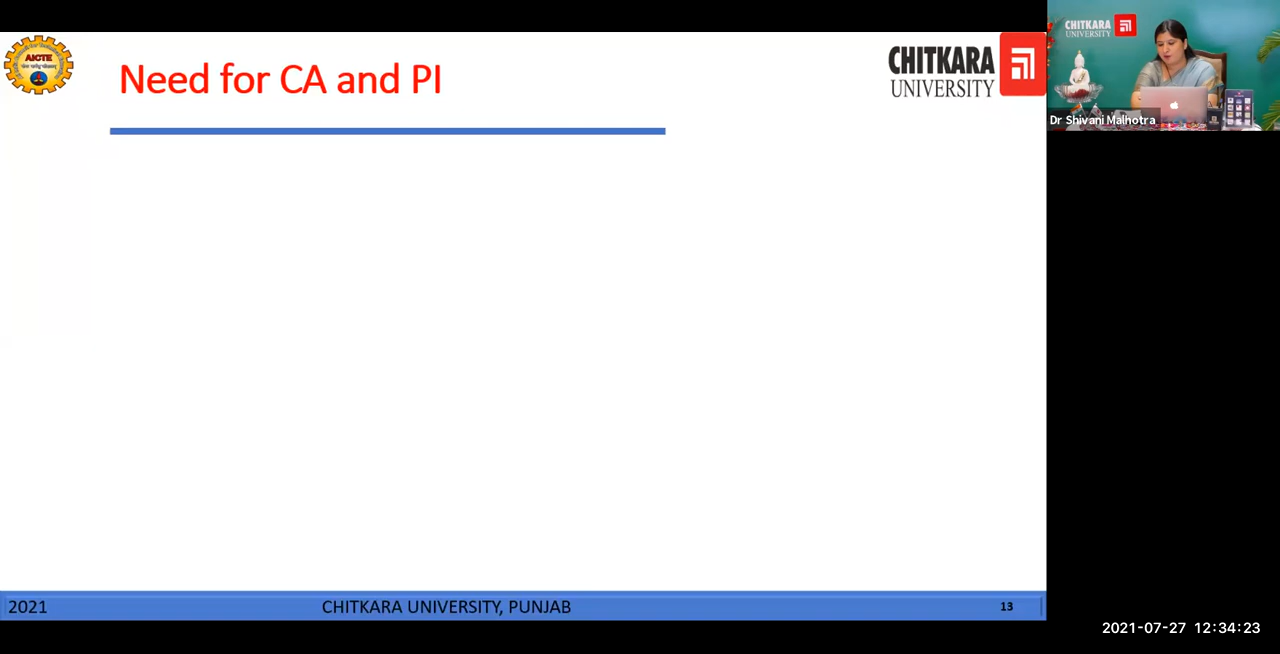 AICTE
Need for CA and PI
CHITKARA
UNIVERSITY
CHITKARA
UNIVERSITY
Dr Shivani Malhotra
2021
CHITKARA UNIVERSITY, PUNJAB
13
2021-07-27 12:34:23